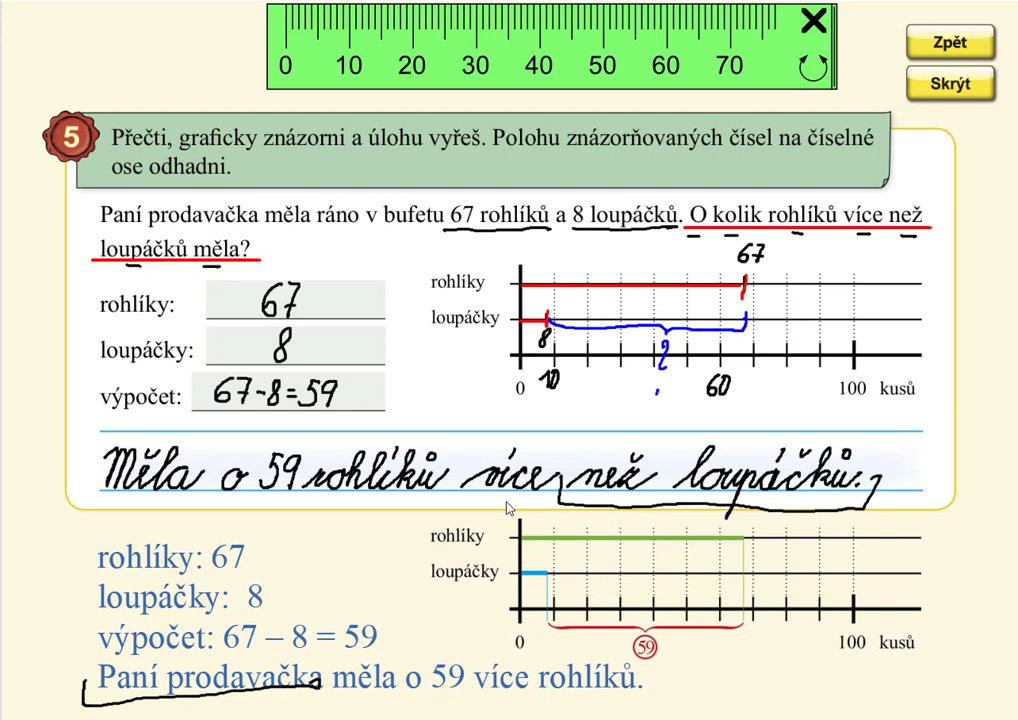 0 10 20 30 40 50 60 70
Zpět
Skrýt
5
Přečti, graficky znázorni a úlohu vyřeš. Polohu znázorňovaných čísel na číselné
ose odhadni.
Paní prodavačka měla ráno v bufetu 67 rohlíků a 8 loupáčků. O kolik rohlíků více než
loupáčků měla?
rohlíky: 67
loupáčky: 8
výpočet: 67-8=59
67
rohlíky
loupáčky
8 ?
0 10 60 100 kusů
Měla o 59 rohlíků více než loupáčků.
rohlíky
loupáčky
0 59 100 kusů
rohlíky: 67
loupáčky: 8
výpočet: 67 – 8 = 59
Paní prodavačka měla o 59 více rohlíků.